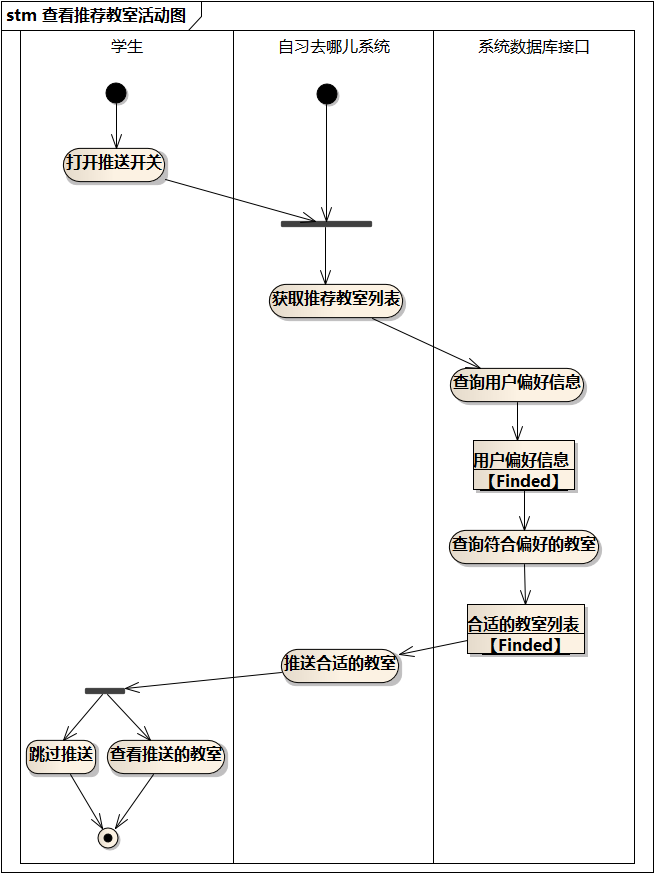 stm 查看推荐教室活动图
学生
自习去哪儿系统
系统数据库接口
打开推送开关
获取推荐教室列表
查询用户偏好信息
用户偏好信息
【Finded】
查询符合偏好的教室
合适的教室列表
【Finded】
推送合适的教室
跳过推送
查看推送的教室